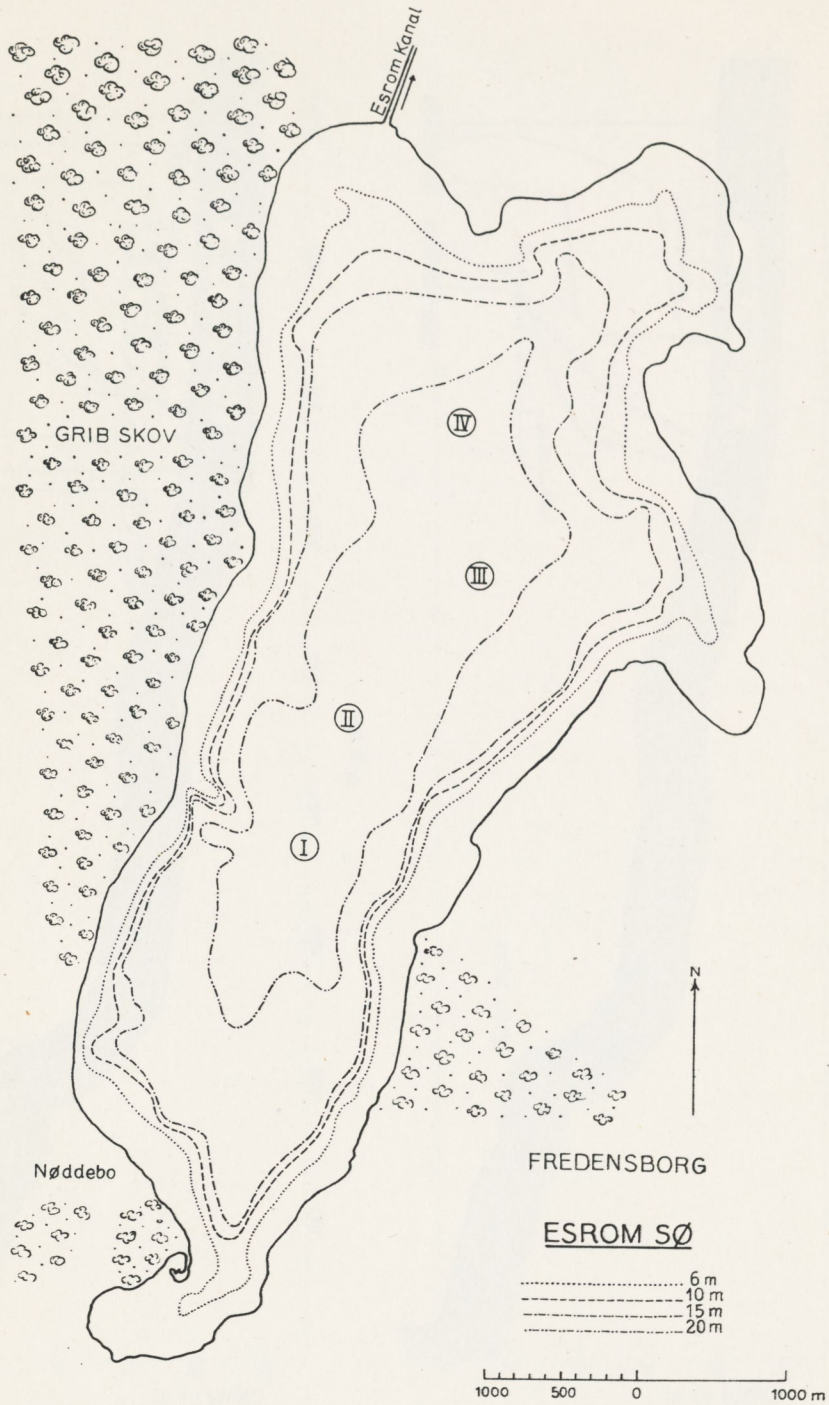 Esrom Kanal
GRIB SKOV
IV
III
II
I
N
Nøddebo
FREDENSBORG
ESROM SØ
6 m
10 m
15 m
20 m
1000 500 0 1000 m